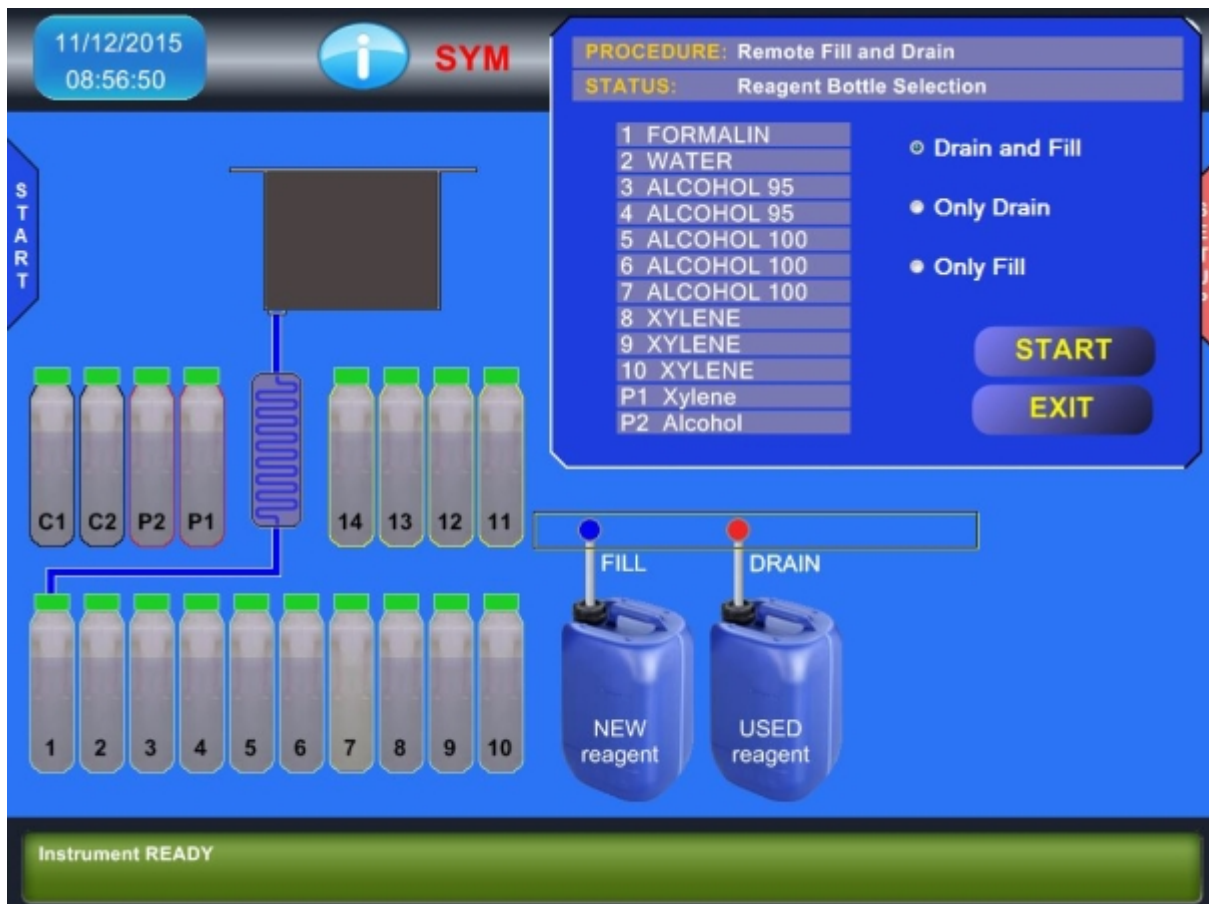 11/12/2015
08:56:50
SYM
PROCEDURE: Remote Fill and Drain
STATUS: Reagent Bottle Selection
1 FORMALIN
2 WATER
3 ALCOHOL 95
4 ALCOHOL 95
5 ALCOHOL 100
6 ALCOHOL 100
7 ALCOHOL 100
8 XYLENE
9 XYLENE
10 XYLENE
P1 Xylene
P2 Alcohol
Drain and Fill
Only Drain
Only Fill
START
EXIT
START
C1 C2 P2 P1 14 13 12 11
FILL DRAIN
1 2 3 4 5 6 7 8 9 10
NEW
reagent
USED
reagent
Instrument READY